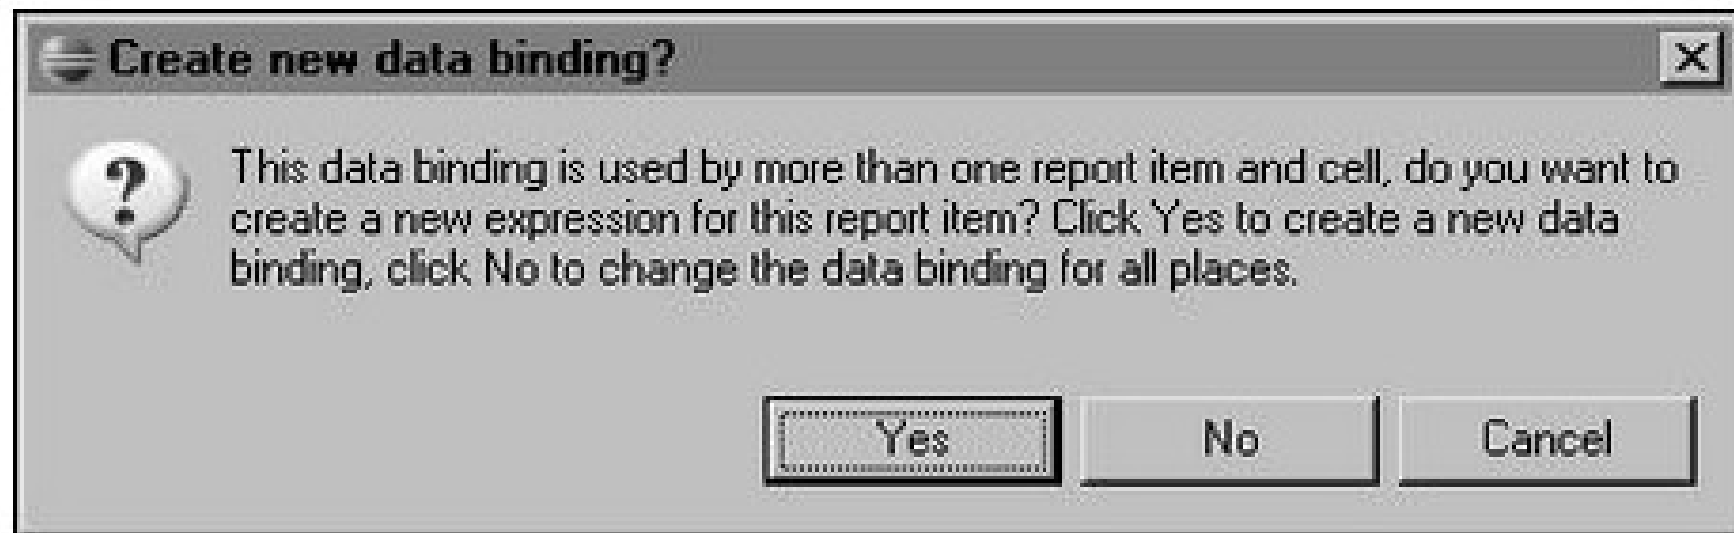 Create new data binding?
This data binding is used by more than one report item and cell, do you want to
create a new expression for this report item? Click Yes to create a new data
binding, click No to change the data binding for all places.
Yes No Cancel